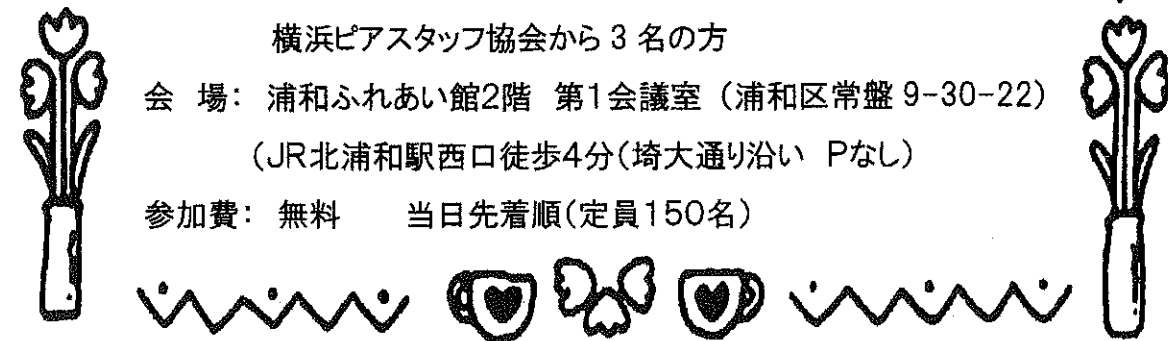 横浜ピアスタッフ協会から 3 名の方
会 場: 浦和ふれあい館2階 第1会議室 (浦和区常盤 9-30-22)
(JR北浦和駅西口徒歩4分(埼大通り沿い Pなし)
参加費: 無料 当日先着順(定員150名)